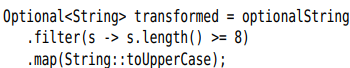 Optional<String> transformed = optionalString
.filter(s -> s.length() >= 8)
.map(String::toUpperCase);